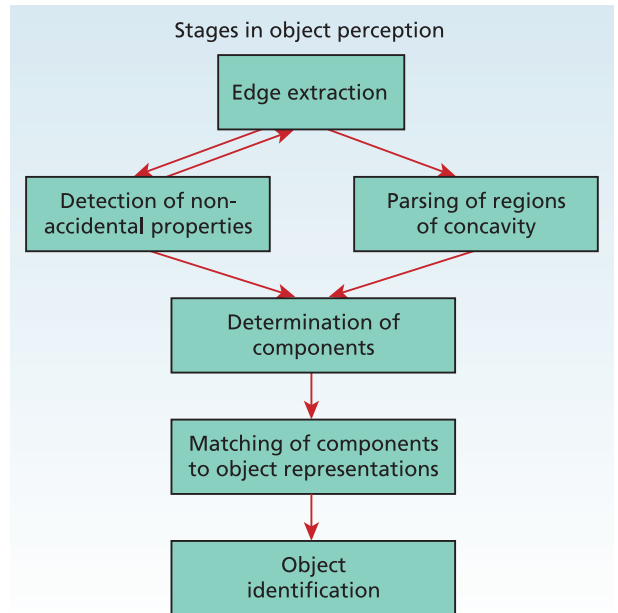 Stages in object perception
Edge extraction
Detection of non-
accidental properties
Parsing of regions
of concavity
Determination of
components
Matching of components
to object representations
Object
identification